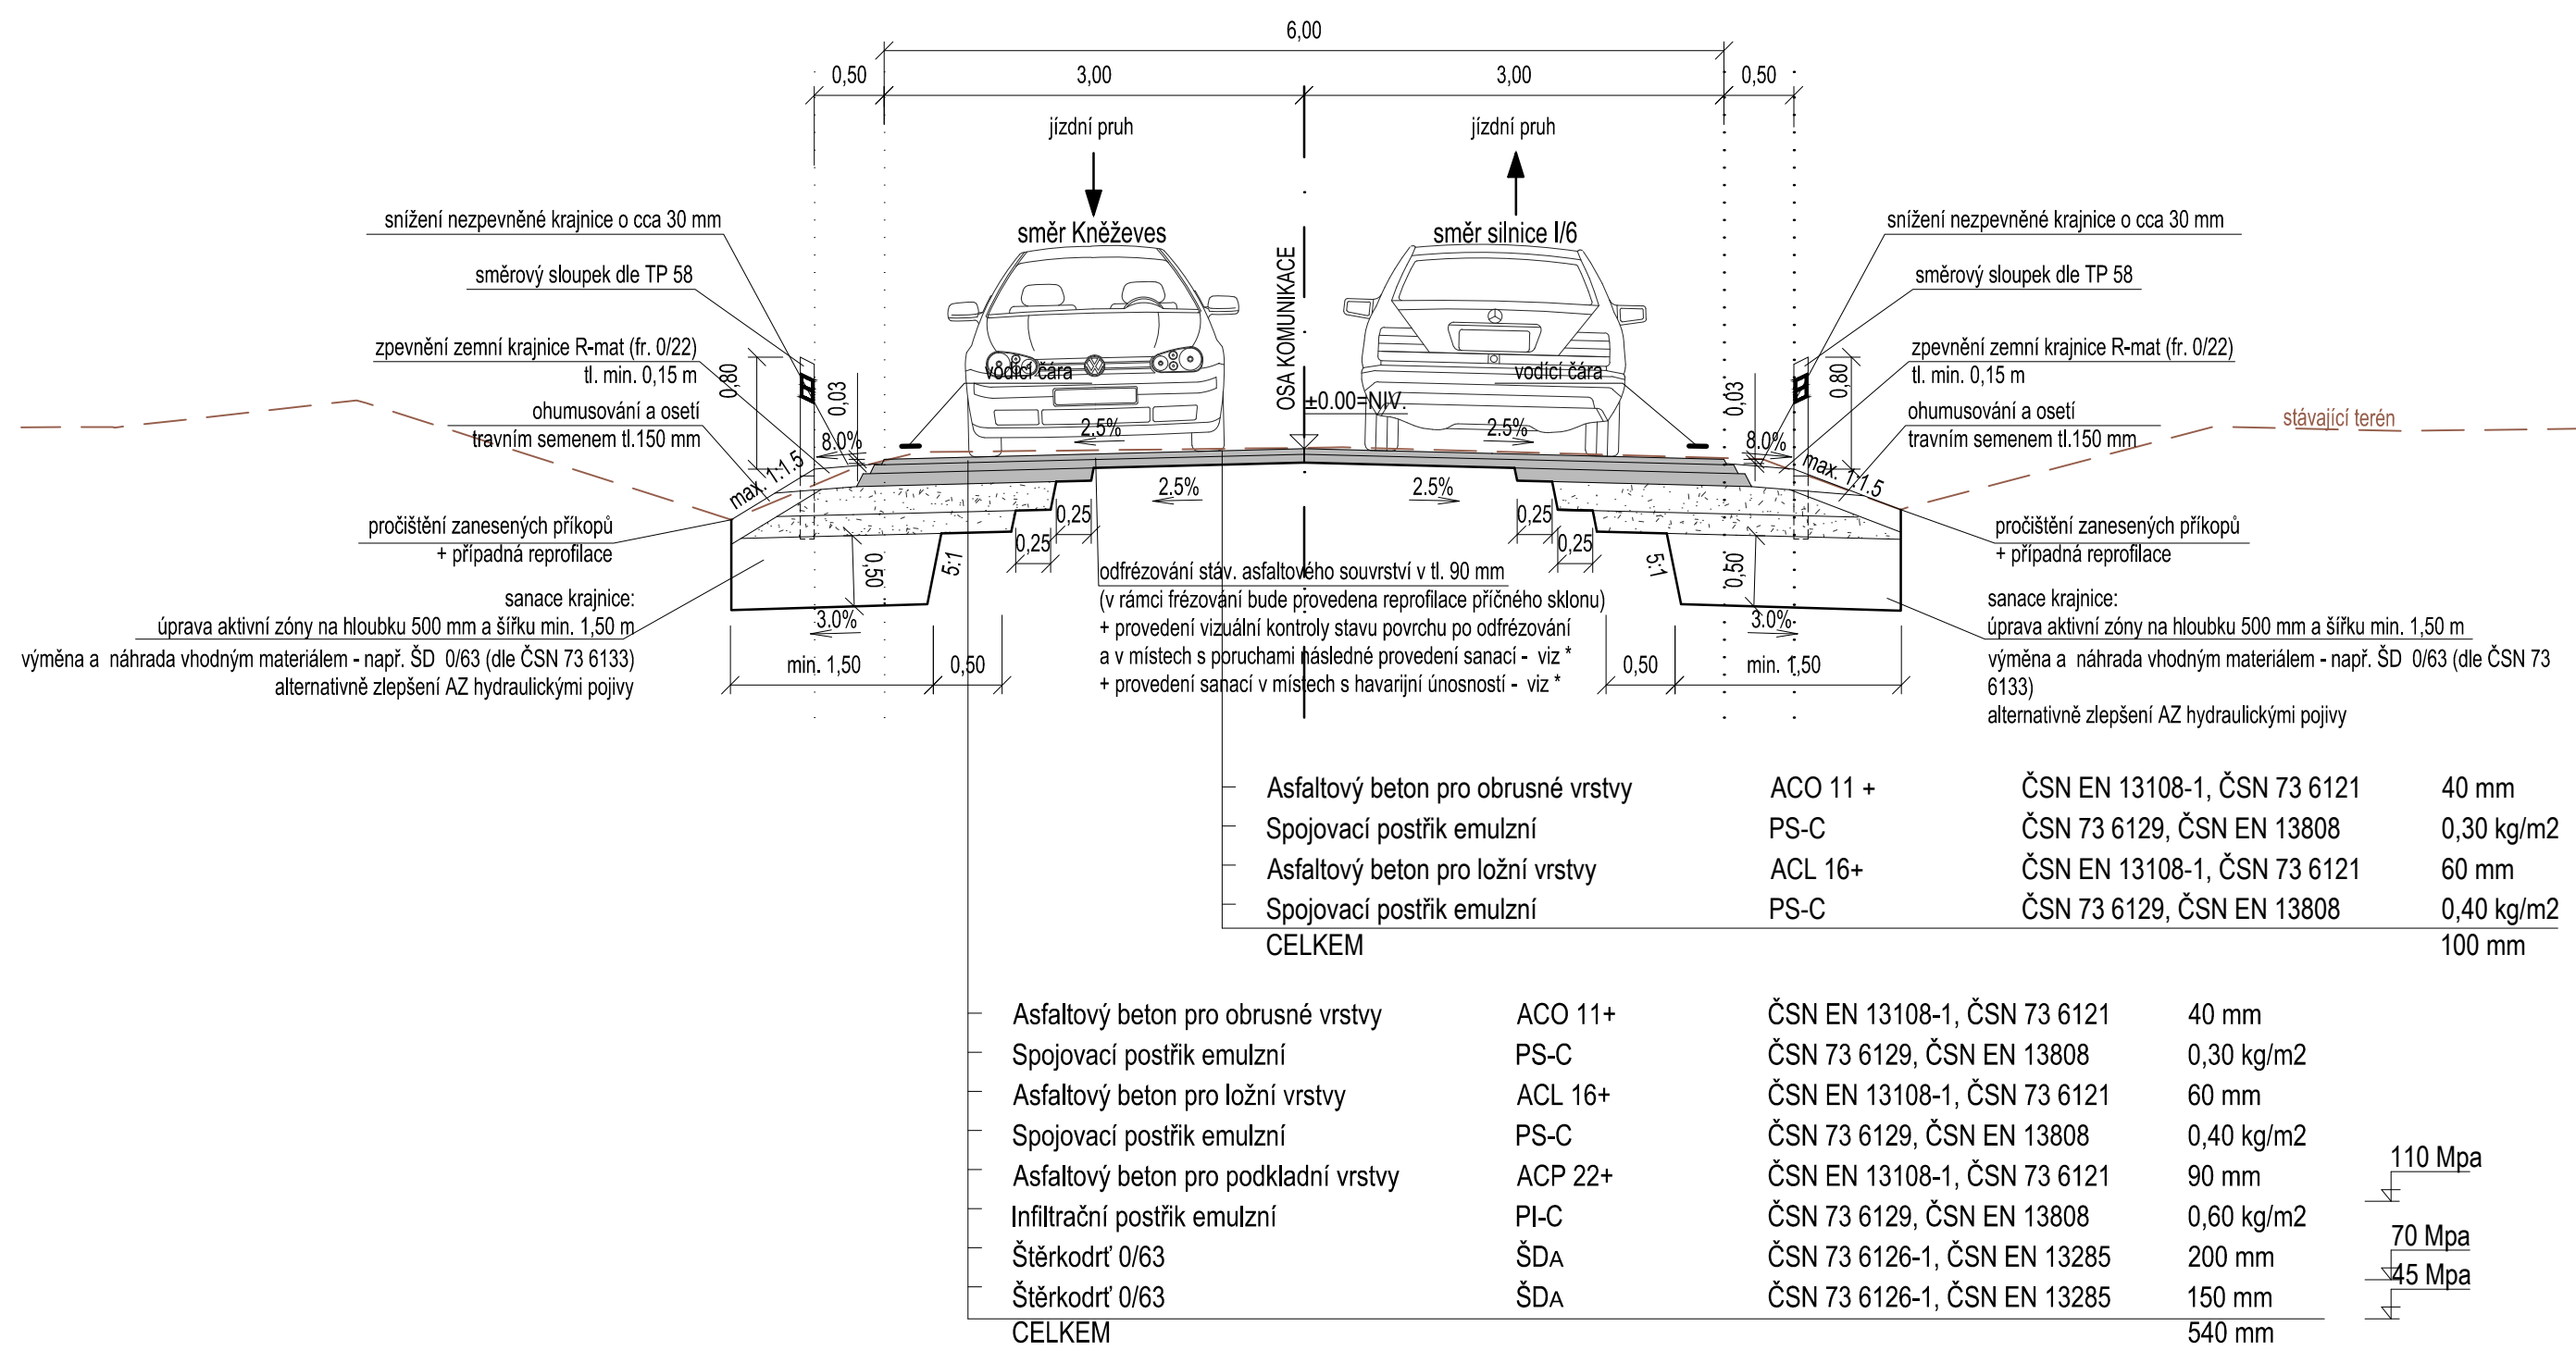 6,00
0,50
3,00
3,00
0,50
jízdní pruh
jízdní pruh
směr Kněževes
směr silnice I/6
OSA KOMUNIKACE
±0.00=NIV.
snížení nezpevněné krajnice o cca 30 mm
směrový sloupek dle TP 58
zpevnění zemní krajnice R-mat (fr. 0/22)
tl. min. 0,15 m
ohumusování a osetí
travním semenem tl.150 mm
pročištění zanesených příkopů
+ případná reprofilace
sanace krajnice:
úprava aktivní zóny na hloubku 500 mm a šířku min. 1,50 m
výměna a náhrada vhodným materiálem - např. ŠD 0/63 (dle ČSN 73 6133)
alternativně zlepšení AZ hydraulickými pojivy
0,80
0,03
8.0%
max. 1:1.5
vodící čára
2.5%
2.5%
0,25
0,25
0,50
5:1
3.0%
min. 1,50
0,50
odfrézování stáv. asfaltového souvrství v tl. 90 mm
(v rámci frézování bude provedena reprofilace příčného sklonu)
+ provedení vizuální kontroly stavu povrchu po odfrézování
a v místech s poruchami následné provedení sanací - viz *
+ provedení sanací v místech s havarijní únosností - viz *
vodící čára
2.5%
2.5%
0,25
0,25
5:1
0,50
3.0%
0,50
min. 1,50
0,03
8.0%
0,80
max. 1:1.5
stávající terén
snížení nezpevněné krajnice o cca 30 mm
směrový sloupek dle TP 58
zpevnění zemní krajnice R-mat (fr. 0/22)
tl. min. 0,15 m
ohumusování a osetí
travním semenem tl.150 mm
pročištění zanesených příkopů
+ případná reprofilace
sanace krajnice:
úprava aktivní zóny na hloubku 500 mm a šířku min. 1,50 m
výměna a náhrada vhodným materiálem - např. ŠD 0/63 (dle ČSN 73
6133)
alternativně zlepšení AZ hydraulickými pojivy
Asfaltový beton pro obrusné vrstvy ACO 11 + ČSN EN 13108-1, ČSN 73 6121 40 mm
Spojovací postřik emulzní PS-C ČSN 73 6129, ČSN EN 13808 0,30 kg/m2
Asfaltový beton pro ložní vrstvy ACL 16+ ČSN EN 13108-1, ČSN 73 6121 60 mm
Spojovací postřik emulzní PS-C ČSN 73 6129, ČSN EN 13808 0,40 kg/m2
CELKEM 100 mm
Asfaltový beton pro obrusné vrstvy ACO 11+ ČSN EN 13108-1, ČSN 73 6121 40 mm
Spojovací postřik emulzní PS-C ČSN 73 6129, ČSN EN 13808 0,30 kg/m2
Asfaltový beton pro ložní vrstvy ACL 16+ ČSN EN 13108-1, ČSN 73 6121 60 mm
Spojovací postřik emulzní PS-C ČSN 73 6129, ČSN EN 13808 0,40 kg/m2
Asfaltový beton pro podkladní vrstvy ACP 22+ ČSN EN 13108-1, ČSN 73 6121 90 mm
110 Mpa
Infiltrační postřik emulzní PI-C ČSN 73 6129, ČSN EN 13808 0,60 kg/m2
Štěrkodrť 0/63 ŠDA ČSN 73 6126-1, ČSN EN 13285 200 mm
70 Mpa
Štěrkodrť 0/63 ŠDA ČSN 73 6126-1, ČSN EN 13285 150 mm
45 Mpa
CELKEM 540 mm